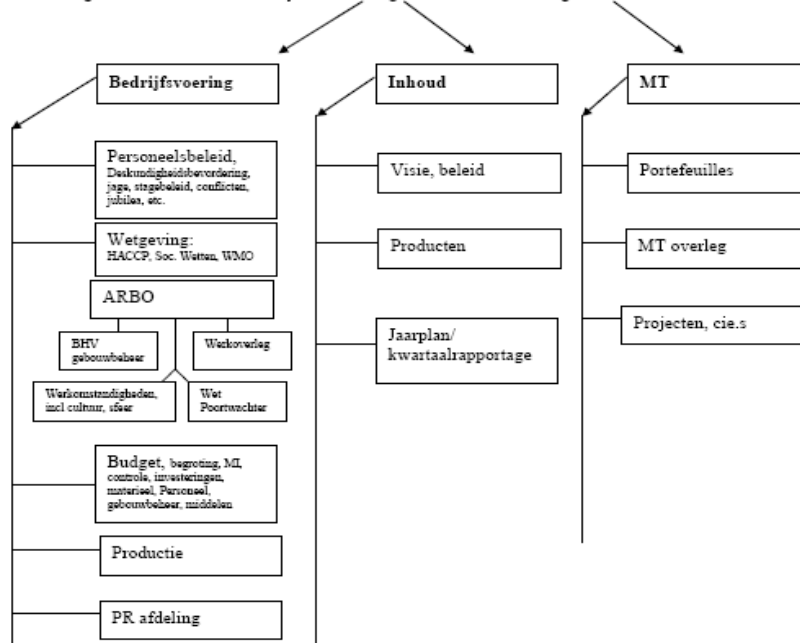 Bedrijfsvoering
Personeelsbeleid,
Deskundigheidsbevordering,
jage, stagebeleid, conflicten,
jubilea, etc.
Wetgeving:
HACCP, Soc. Wetten, WMO
ARBO
BHV
gebouwbeheer
Werkoverleg
Werkomstandigheden,
incl cultuur, sfeer
Wet
Poortwachter
Budget, begroting, MI,
controle, investeringen,
materieel, Personeel,
gebouwbeheer, middelen
Productie
PR afdeling
Inhoud
Visie, beleid
Producten
Jaarplan/
kwartaalrapportage
MT
Portefeuilles
MT overleg
Projecten, cie.s